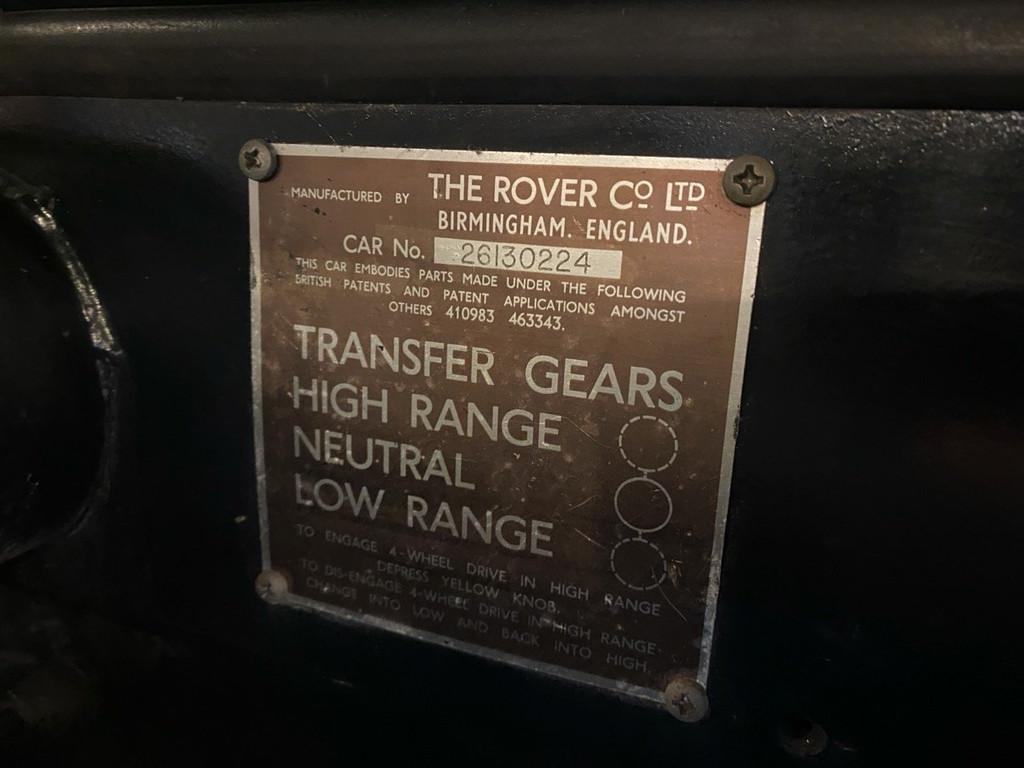 MANUFACTURED BY THE ROVER Cº LTD
BIRMINGHAM. ENGLAND.
CAR No. 26130224
THIS CAR EMBODIES PARTS MADE UNDER THE FOLLOWING
BRITISH PATENTS AND PATENT APPLICATIONS AMONGST
OTHERS 410983 463343.
TRANSFER GEARS
HIGH RANGE
NEUTRAL
LOW RANGE
TO ENGAGE 4-WHEEL DRIVE IN HIGH RANGE
DEPRESS YELLOW KNOB.
TO DIS-ENGAGE 4-WHEEL DRIVE IN HIGH RANGE-
CHANGE INTO LOW AND BACK INTO HIGH.